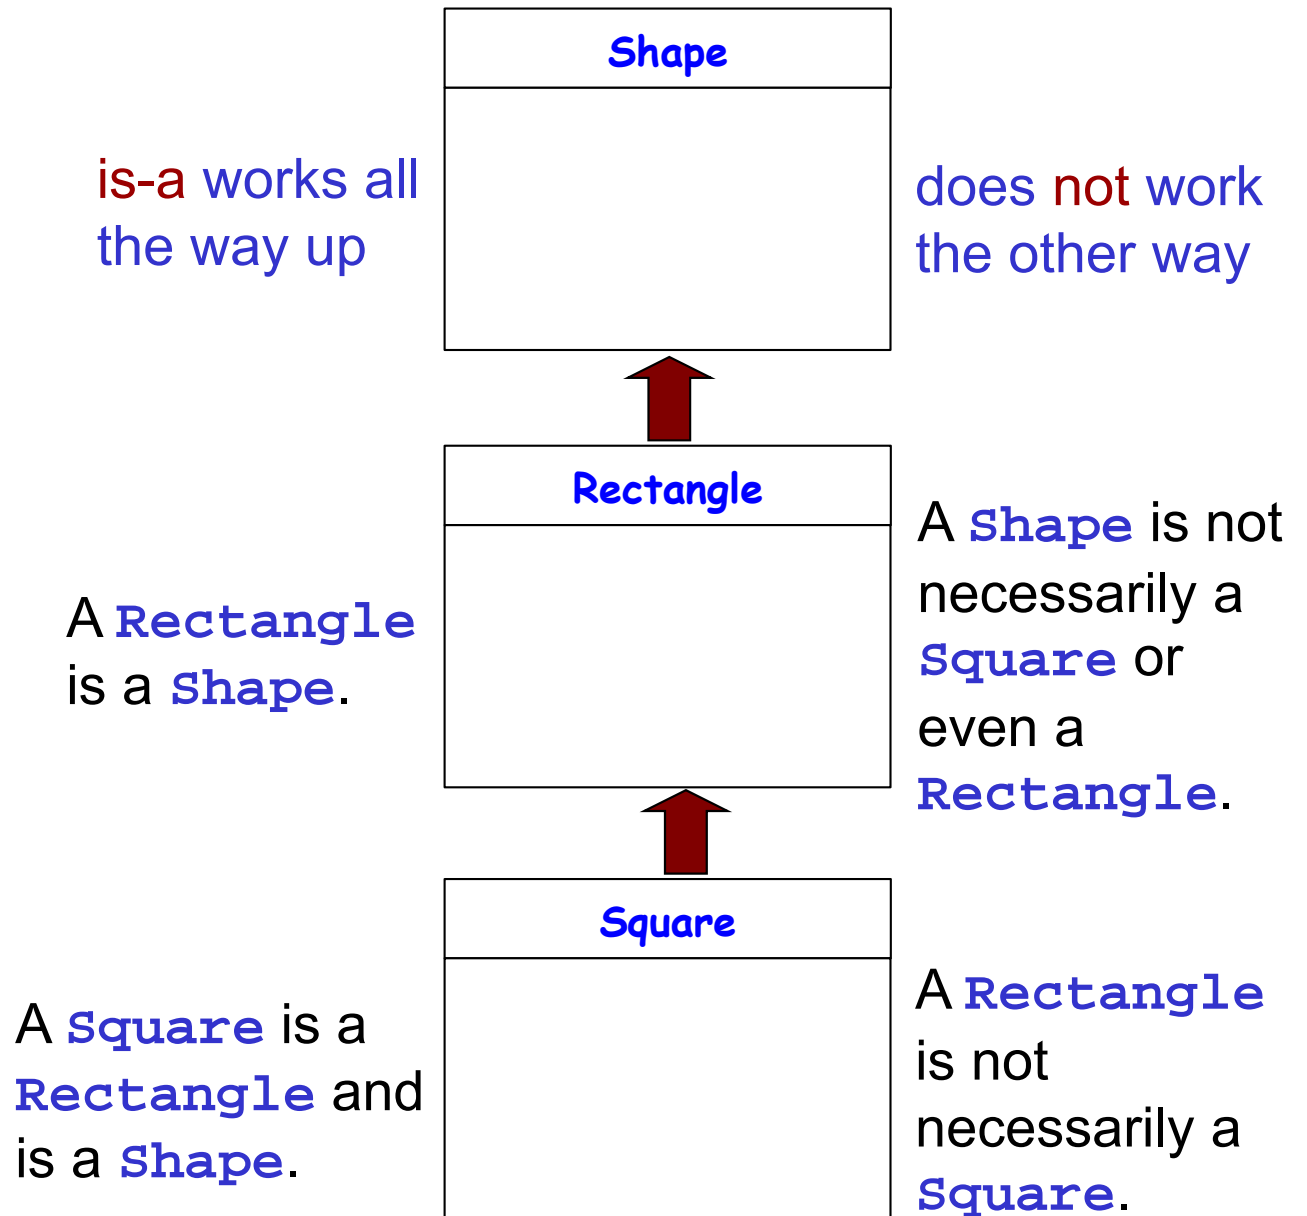 Shape
is-a works all
the way up
does not work
the other way
Rectangle
A Rectangle
is a Shape.
A Shape is not
necessarily a
Square or
even a
Rectangle.
Square
A Square is a
Rectangle and
is a Shape.
A Rectangle
is not
necessarily a
Square.